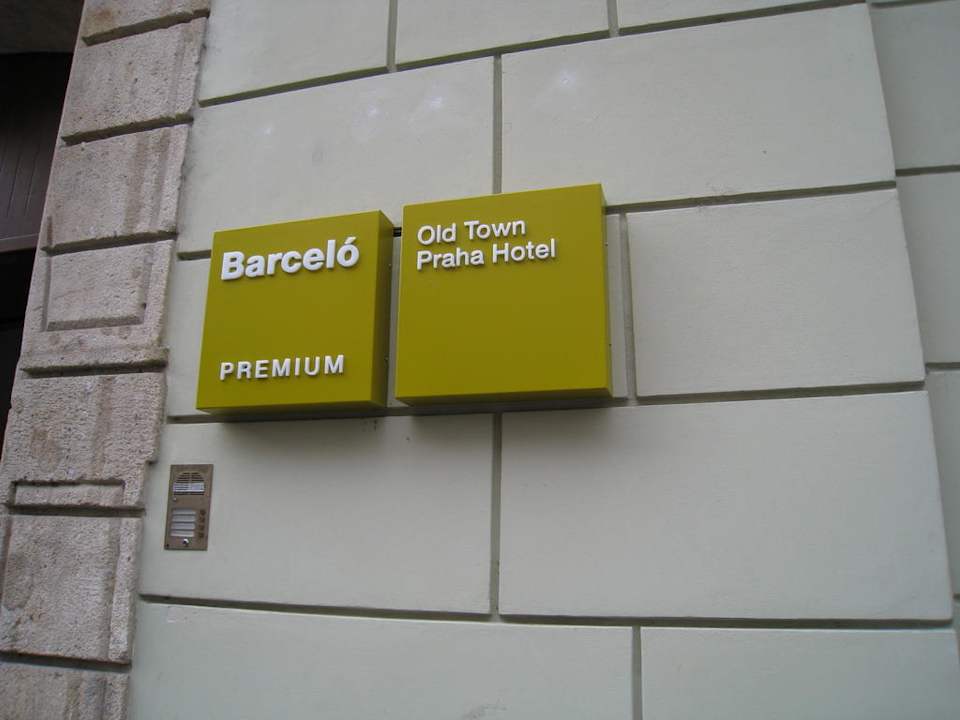 Barceló
PREMIUM
Old Town
Praha Hotel